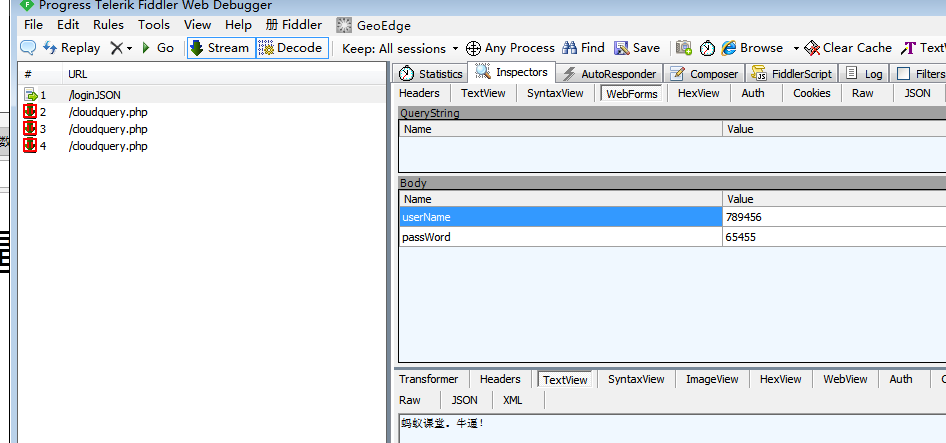 Progress Telerik Fiddler Web Debugger
File Edit Rules Tools View Help 册 Fiddler GeoEdge
Replay Go Stream Decode Keep: All sessions Any Process Find Save Browse Clear Cache Text
# URL
1 /loginJSON
2 /cloudquery.php
3 /cloudquery.php
4 /cloudquery.php
Statistics Inspectors AutoResponder Composer FiddlerScript Log Filters
Headers TextView SyntaxView WebForms HexView Auth Cookies Raw JSON
QueryString
Name Value
Body
Name Value
userName 789456
passWord 65455
Transformer Headers TextView SyntaxView ImageView HexView WebView Auth
Raw JSON XML
蚂蚁课堂。牛逼!